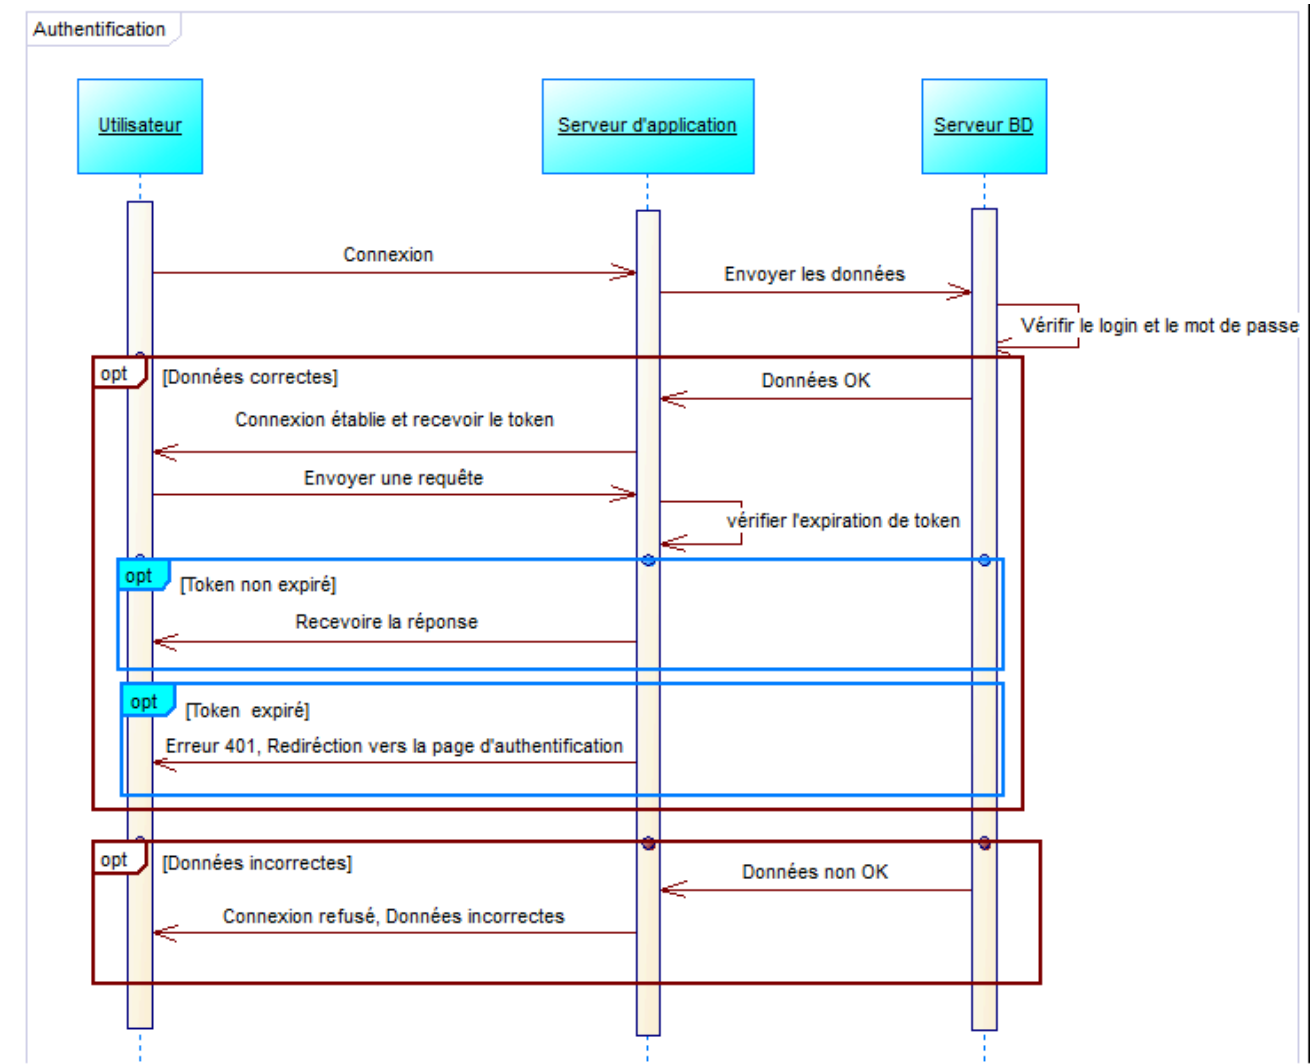 Authentification
Utilisateur
Serveur d'application
Serveur BD
Connexion
Envoyer les données
Vérifir le login et le mot de passe
opt
[Données correctes]
Données OK
Connexion établie et recevoir le token
Envoyer une requête
vérifier l'expiration de token
opt
[Token non expiré]
Recevoire la réponse
opt
[Token  expiré]
Erreur 401, Rediréction vers la page d'authentification
opt
[Données incorrectes]
Données non OK
Connexion refusé, Données incorrectes